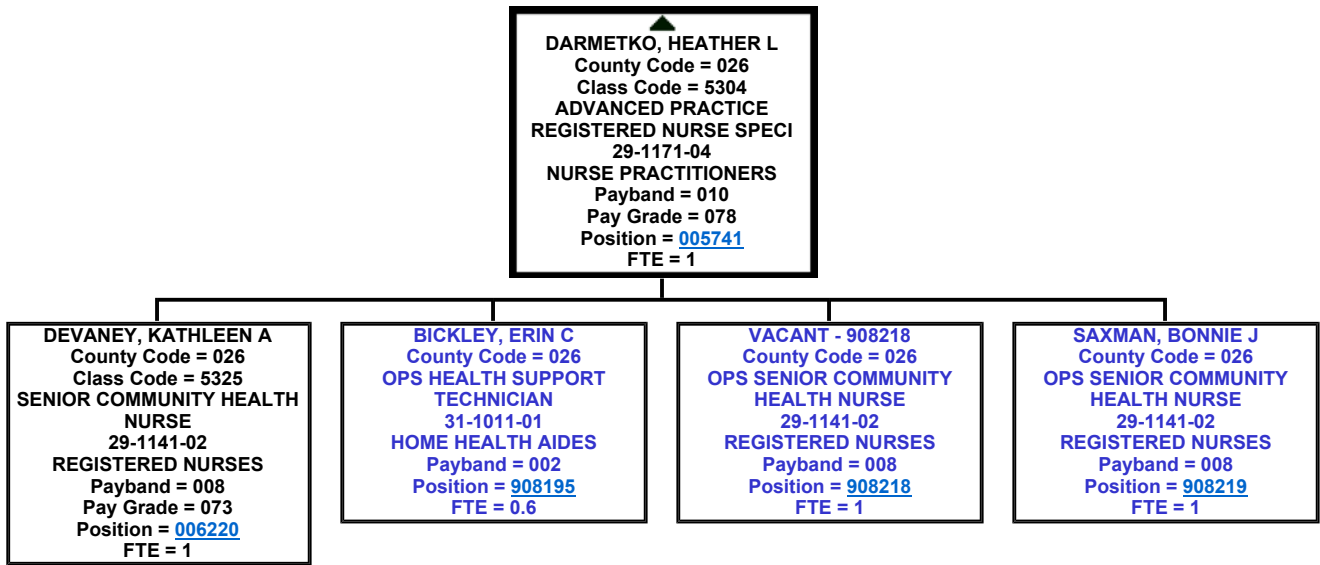 DARMETKO, HEATHER L
County Code = 026
Class Code = 5304
ADVANCED PRACTICE
REGISTERED NURSE SPECI
29-1171-04
NURSE PRACTITIONERS
Payband = 010
Pay Grade = 078
Position = 005741
FTE = 1
DEVANEY, KATHLEEN A
County Code = 026
Class Code = 5325
SENIOR COMMUNITY HEALTH
NURSE
29-1141-02
REGISTERED NURSES
Payband = 008
Pay Grade = 073
Position = 006220
FTE = 1
BICKLEY, ERIN C
County Code = 026
OPS HEALTH SUPPORT
TECHNICIAN
31-1011-01
HOME HEALTH AIDES
Payband = 002
Position = 908195
FTE = 0.6
VACANT - 908218
County Code = 026
OPS SENIOR COMMUNITY
HEALTH NURSE
29-1141-02
REGISTERED NURSES
Payband = 008
Position = 908218
FTE = 1
SAXMAN, BONNIE J
County Code = 026
OPS SENIOR COMMUNITY
HEALTH NURSE
29-1141-02
REGISTERED NURSES
Payband = 008
Position = 908219
FTE = 1